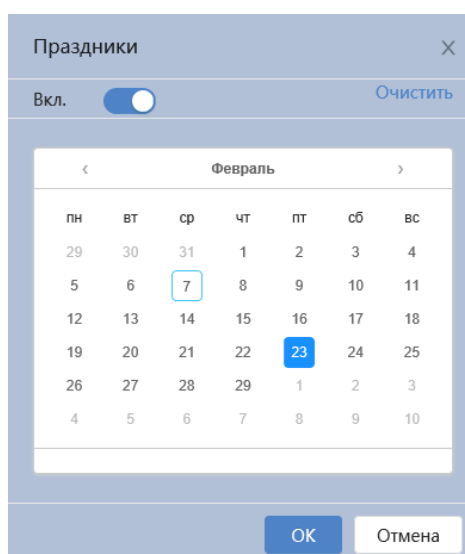 Праздники X
Вкл. Очистить
‹ Февраль ›
пн вт ср чт пт сб вс
29 30 31 1 2 3 4
5 6 7 8 9 10 11
12 13 14 15 16 17 18
19 20 21 22 23 24 25
26 27 28 29 1 2 3
4 5 6 7 8 9 10
OK Отмена